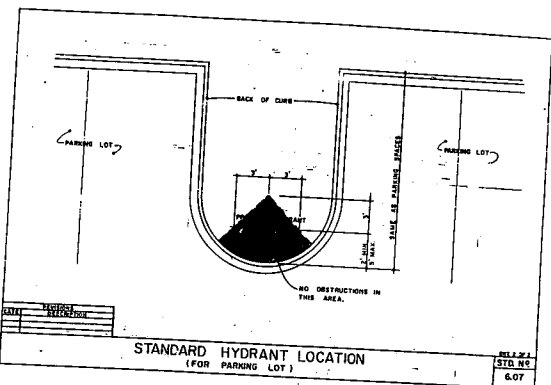 BACK OF CURB
PARKING LOT
PARKING LOT
SAME AS PARKING SPACES
3'
3'
3'
2' MIN.
5' MAX.
NO OBSTRUCTIONS IN
THIS AREA.
REVISIONS
DATE DESCRIPTION
STANDARD HYDRANT LOCATION
(FOR PARKING LOT)
STD. Nº
6.07